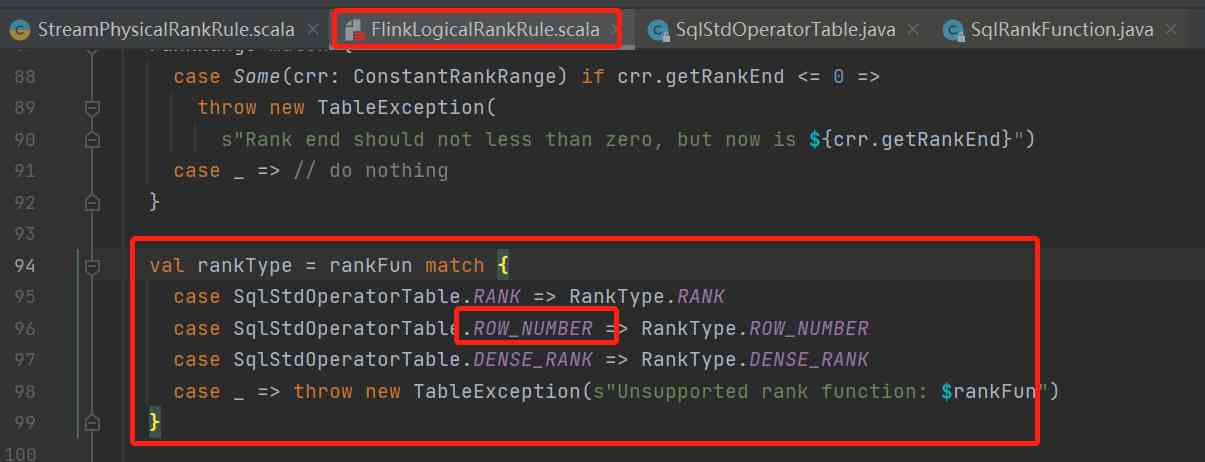 StreamPhysicalRankRule.scala × FlinkLogicalRankRule.scala × SqlStdOperatorTable.java × SqlRankFunction.java ×
88 case Some(crr: ConstantRankRange) if crr.getRankEnd <= 0 =>
89 throw new TableException(
90 s"Rank end should not less than zero, but now is ${crr.getRankEnd}")
91 case _ => // do nothing
92 }
93
94 val rankType = rankFun match {
95 case SqlStdOperatorTable.RANK => RankType.RANK
96 case SqlStdOperatorTable.ROW_NUMBER => RankType.ROW_NUMBER
97 case SqlStdOperatorTable.DENSE_RANK => RankType.DENSE_RANK
98 case _ => throw new TableException(s"Unsupported rank function: $rankFun")
99 }
100